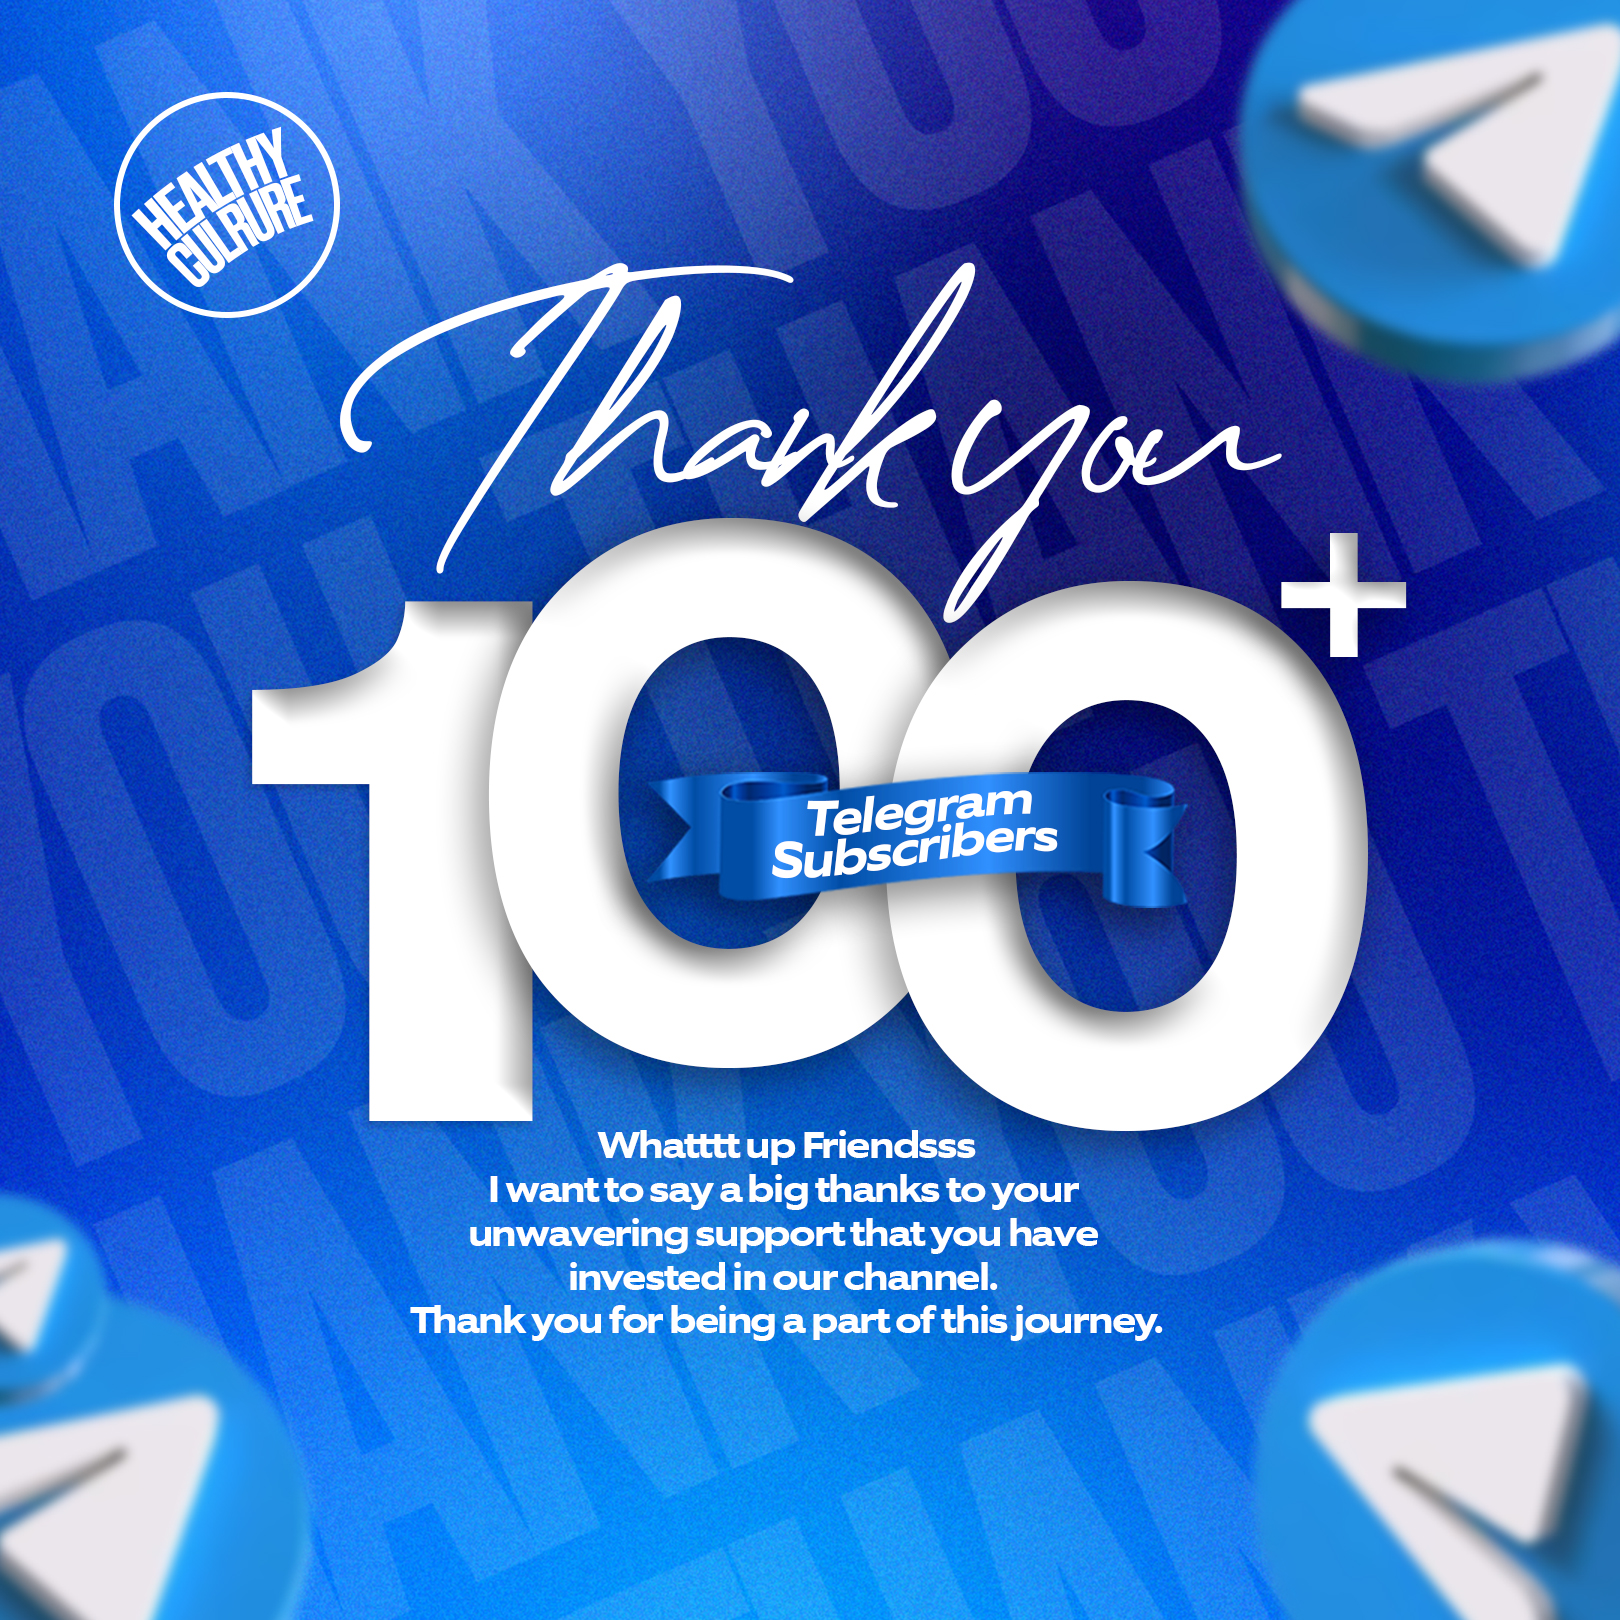 HEALTHY
CULRURE
Thank you
100+
Telegram
Subscribers
Whatttt up Friendsss
I want to say a big thanks to your
unwavering support that you have
invested in our channel.
Thank you for being a part of this journey.